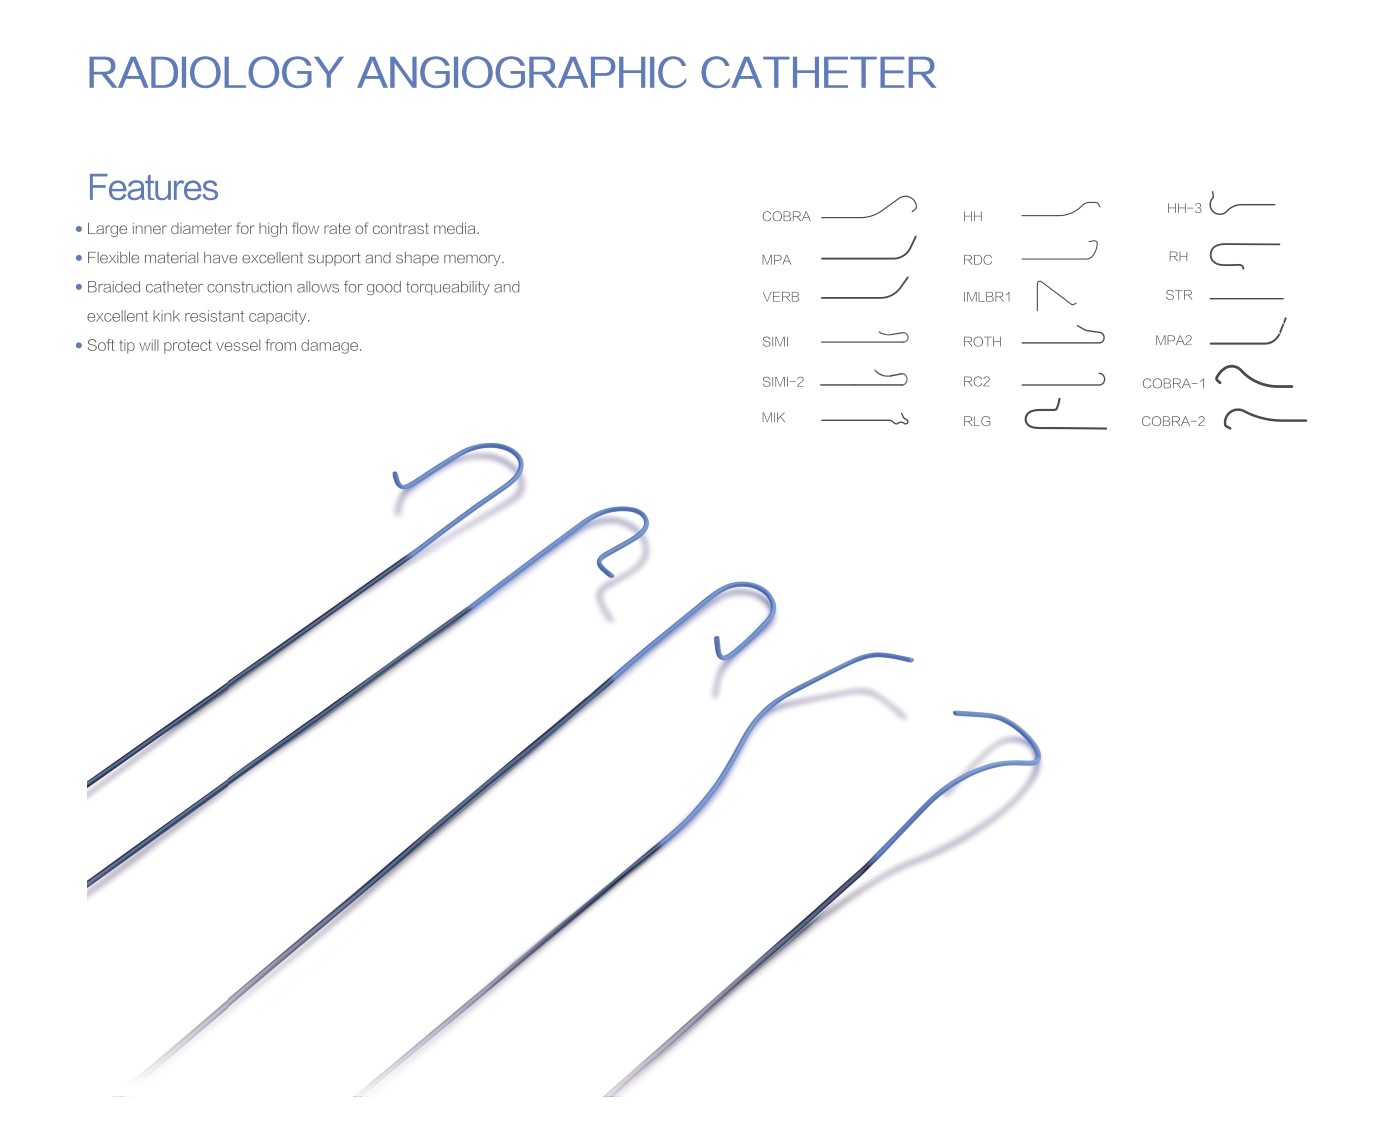 RADIOLOGY ANGIOGRAPHIC CATHETER
Features
• Large inner diameter for high flow rate of contrast media.
• Flexible material have excellent support and shape memory.
• Braided catheter construction allows for good torqueability and
excellent kink resistant capacity.
• Soft tip will protect vessel from damage.
COBRA
MPA
VERB
SIMI
SIMI-2
MIK
HH
RDC
IMLBR1
ROTH
RC2
RLG
HH-3
RH
STR
MPA2
COBRA-1
COBRA-2